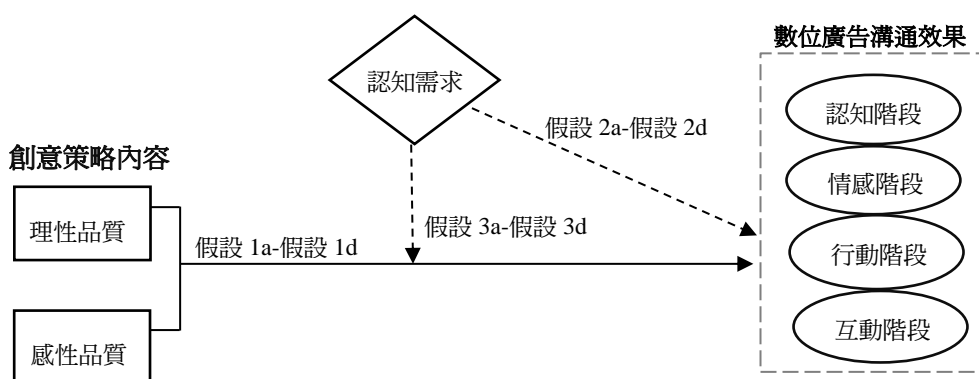 數位廣告溝通效果
認知需求
認知階段
假設 2a-假設 2d
創意策略內容
情感階段
理性品質
假設 3a-假設 3d
假設 1a-假設 1d
行動階段
感性品質
互動階段